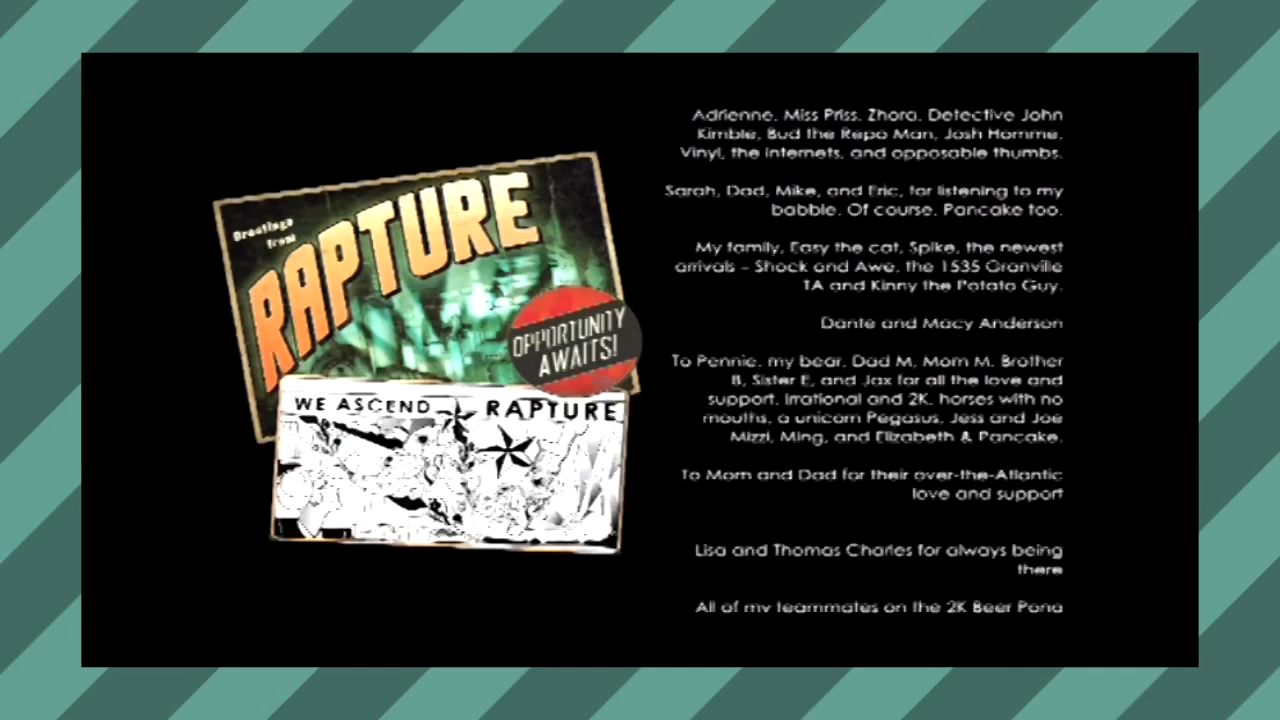 Greetings
from
RAPTURE
OPPORTUNITY
AWAITS!
WE ASCEND RAPTURE
Adrienne, Miss Priss, Zhora, Detective John
Kimble, Bud the Repo Man, Josh Homme,
Vinyl, the internets, and opposable thumbs.
Sarah, Dad, Mike, and Eric, for listening to my
babble. Of course, Pancake too.
My family, Easy the cat, Spike, the newest
arrivals – Shock and Awe, the 1535 Granville
TA and Kinny the Potato Guy.
Dante and Macy Anderson
To Pennie, my bear, Dad M, Mom M, Brother
B, Sister E, and Jax for all the love and
support. Irrational and 2K, horses with no
mouths, a unicorn Pegasus, Jess and Joe
Mizzi, Ming, and Elizabeth & Pancake.
To Mom and Dad for their over-the-Atlantic
love and support
Lisa and Thomas Charles for always being
there
All of my teammates on the 2K Beer Pong